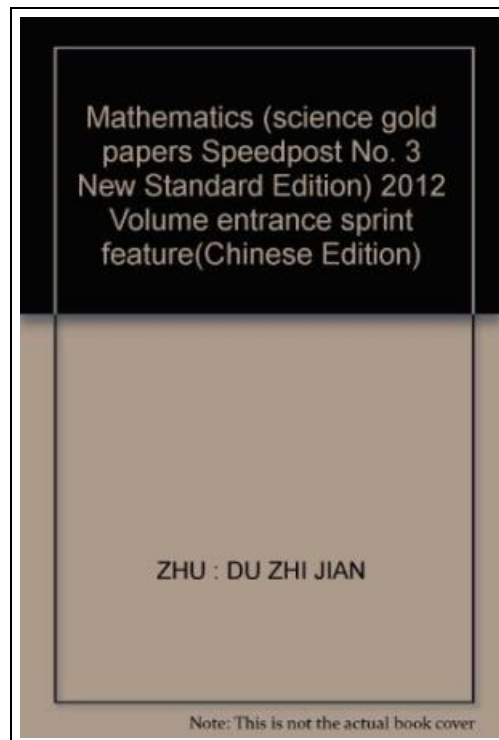 Mathematics (science gold
papers Speedpost No. 3
New Standard Edition) 2012
Volume entrance sprint
feature(Chinese Edition)
ZHU : DU ZHI JIAN
Note: This is not the actual book cover